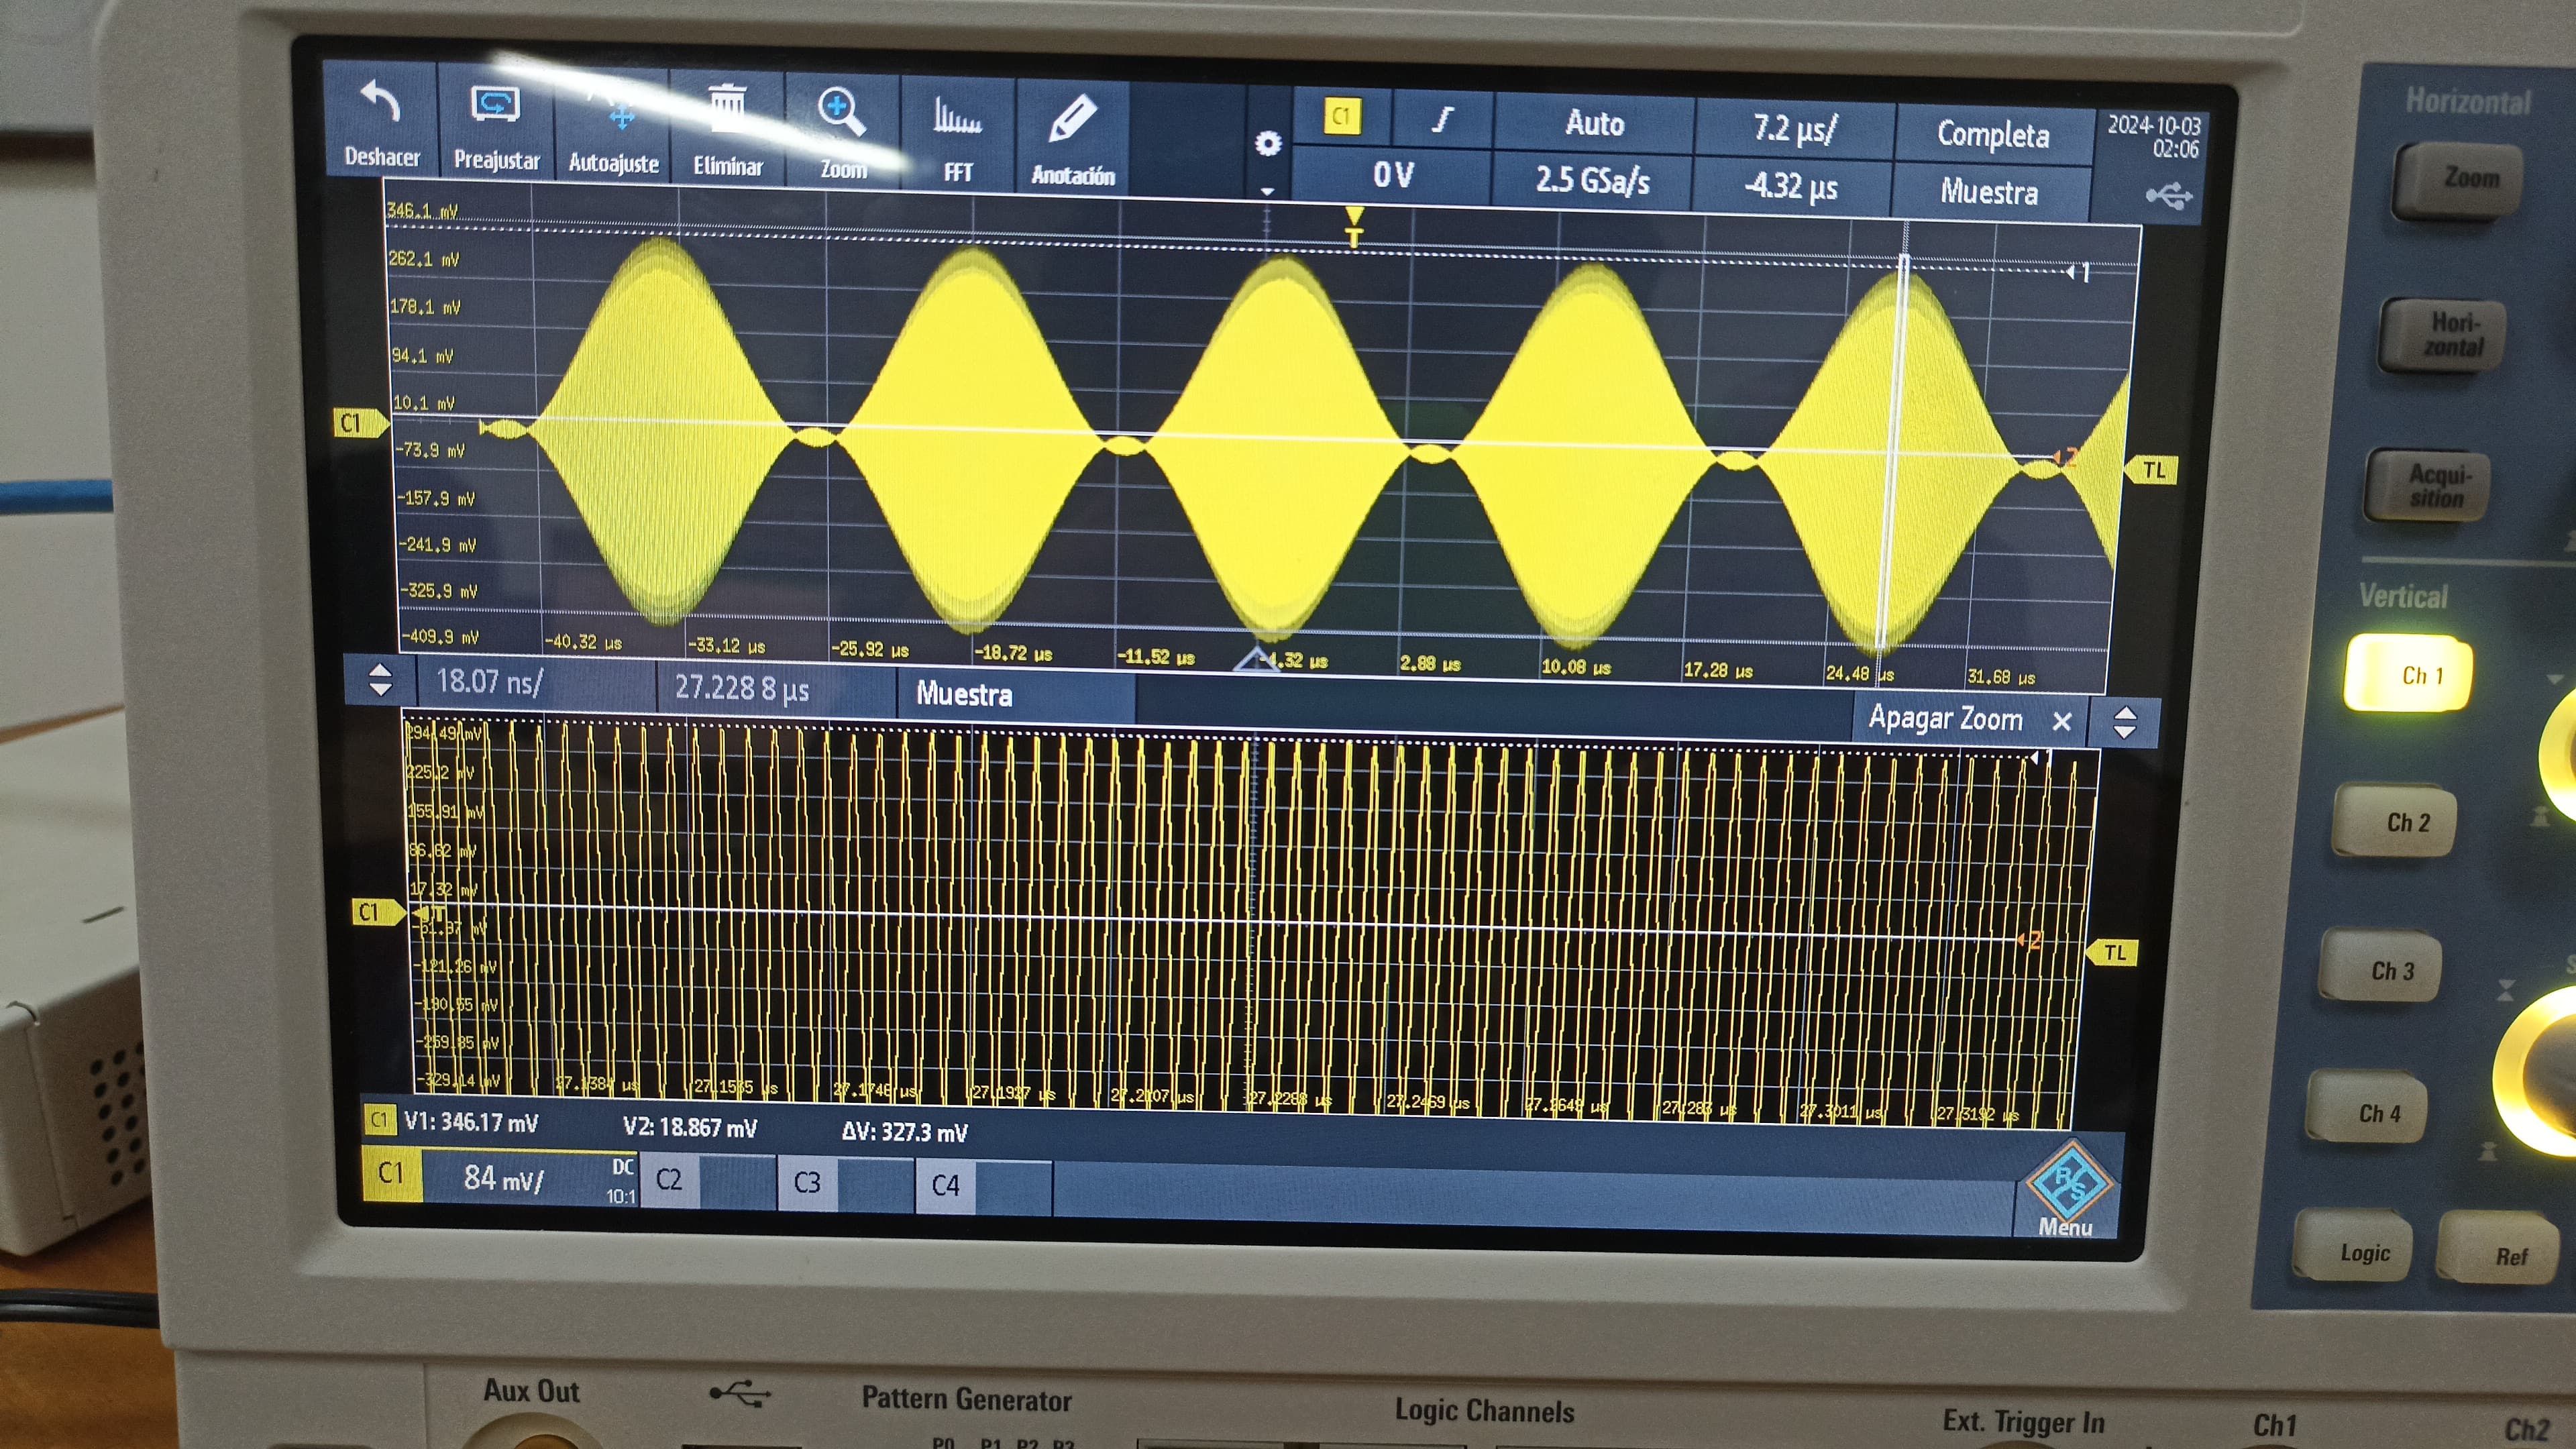 Deshacer
Preajustar
Autoajuste
Eliminar
Zoom
FFT
Anotación
C1
Auto
7.2 µs/
Completa
2024-10-03
02:06
0 V
2.5 GSa/s
-4.32 µs
Muestra
T
346.1 mV
262.1 mV
178.1 mV
94.1 mV
10.1 mV
-73.9 mV
-157.9 mV
-241.9 mV
-325.9 mV
-409.9 mV
1
C1
2
TL
-40.32 µs
-33.12 µs
-25.92 µs
-18.72 µs
-11.52 µs
-4.32 µs
2.88 µs
10.08 µs
17.28 µs
24.48 µs
31.68 µs
18.07 ns/
27.228 8 µs
Muestra
Apagar Zoom
294.49 mV
225.2 mV
155.91 mV
86.62 mV
17.32 mV
-121.26 mV
-190.55 mV
-259.85 mV
-329.14 mV
C1
T
1
2
TL
27.1384 µs
27.1565 µs
27.1746 µs
27.1927 µs
27.2107 µs
27.2288 µs
27.2469 µs
27.2649 µs
27.283 µs
27.3011 µs
27.3192 µs
C1 V1: 346.17 mV
V2: 18.867 mV
ΔV: 327.3 mV
C1
84 mV/
DC
10:1
C2
C3
C4
R S
Menu
Horizontal
Zoom
Hori-
zontal
Acqui-
sition
Vertical
Ch 1
Ch 2
Ch 3
Ch 4
Logic
Ref
Aux Out
Pattern Generator
P0 P1 P2 P3
Logic Channels
Ext. Trigger In
Ch1
Ch2